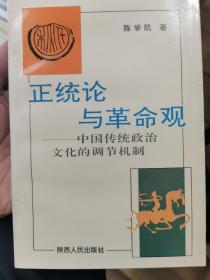 陈学凯 著
正统论
与革命观
——中国传统政治
文化的调节机制
陕西人民出版社